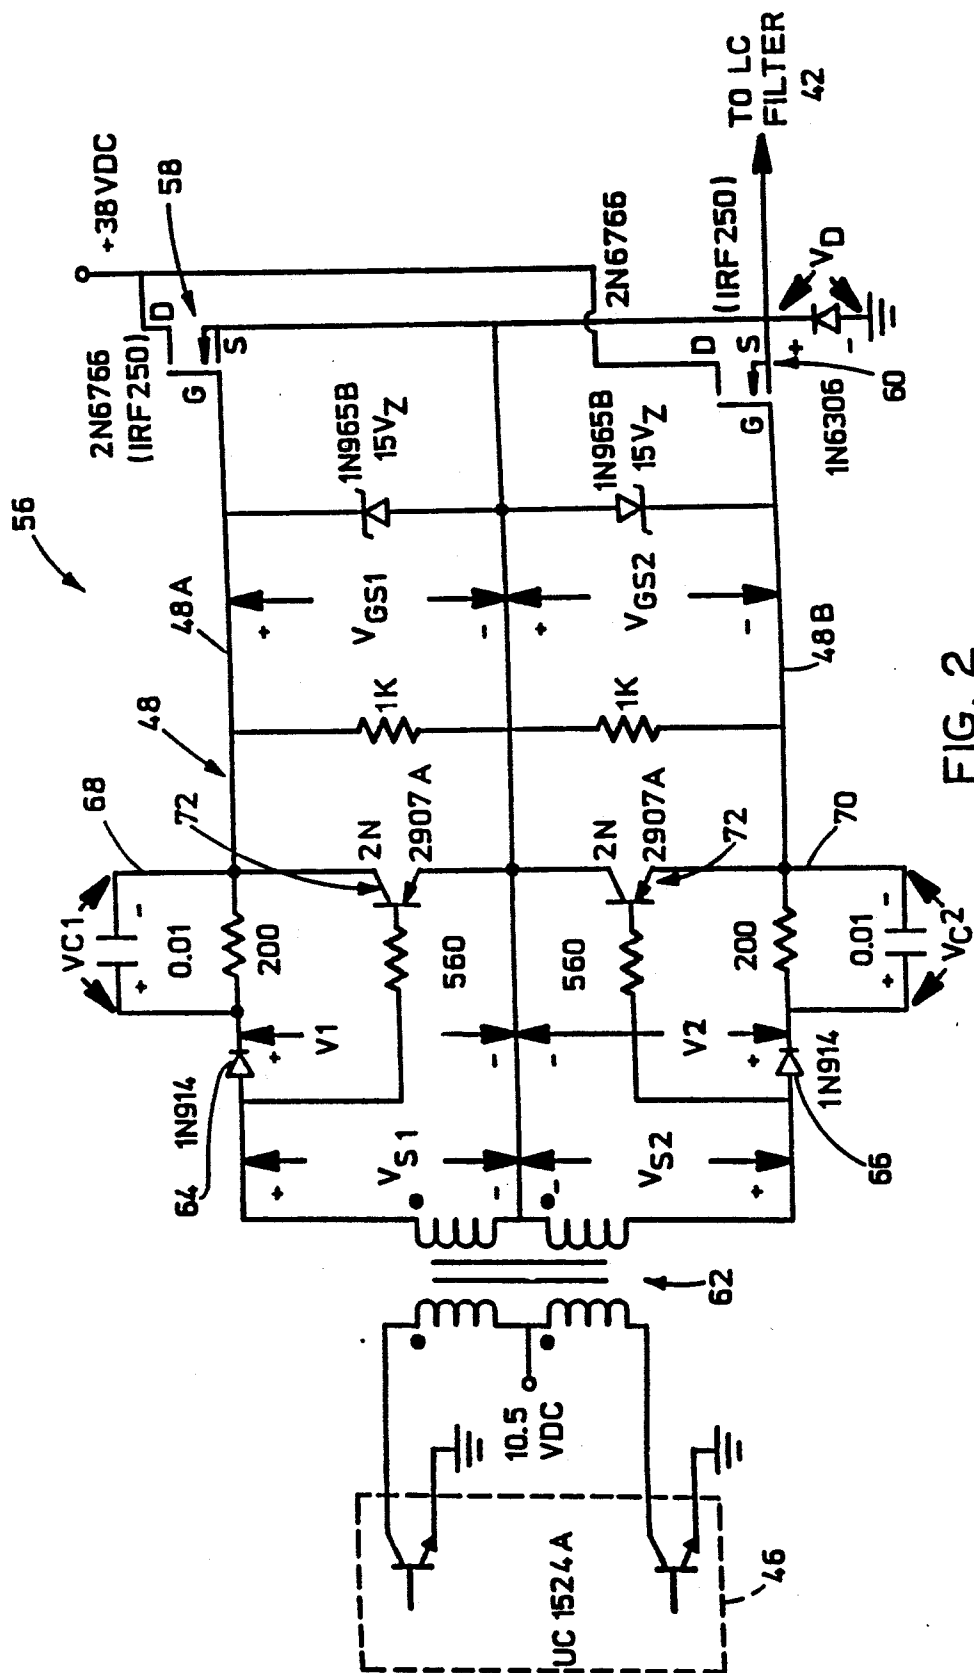 56
+38VDC
2N6766
(IRF250)
D
58
G
S
48
48A
68
VC1
+
-
0.01
200
72
2N
2907A
560
1K
VGS1
+
-
1N965B
15VZ
64
1N914
V1
+
-
VS1
+
-
UC1524A
46
10.5
VDC
62
VS2
-
+
V2
-
+
560
2N
2907A
72
1K
VGS2
+
-
1N965B
15VZ
2N6766
(IRF250)
D
G
S
60
TO LC
FILTER
42
VD
+
-
1N6306
66
1N914
200
0.01
+
-
VC2
70
48B
FIG. 2